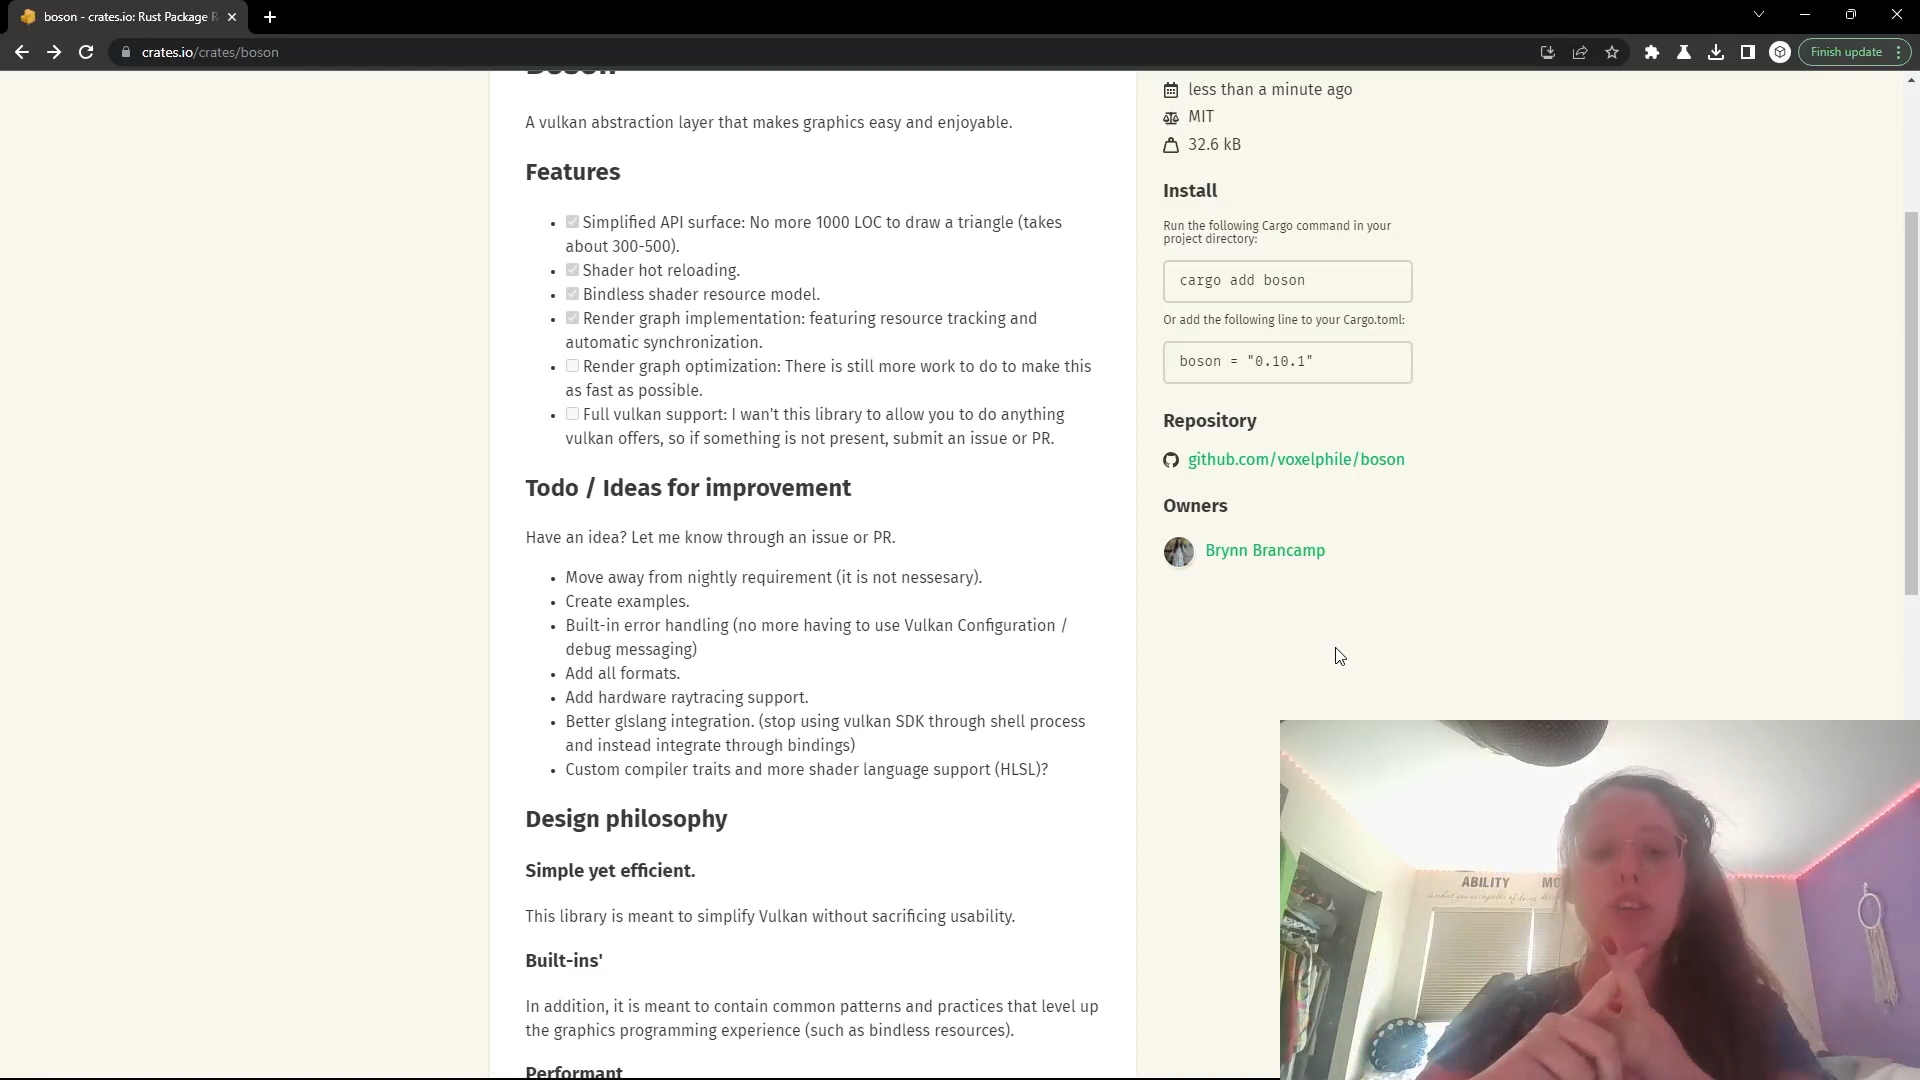 boson - crates.io: Rust Package R
crates.io/crates/boson
Finish update
Boson
A vulkan abstraction layer that makes graphics easy and enjoyable.
Features
Simplified API surface: No more 1000 LOC to draw a triangle (takes
about 300-500).
Shader hot reloading.
Bindless shader resource model.
Render graph implementation: featuring resource tracking and
automatic synchronization.
Render graph optimization: There is still more work to do to make this
as fast as possible.
Full vulkan support: I wan't this library to allow you to do anything
vulkan offers, so if something is not present, submit an issue or PR.
Todo / Ideas for improvement
Have an idea? Let me know through an issue or PR.
Move away from nightly requirement (it is not nessesary).
Create examples.
Built-in error handling (no more having to use Vulkan Configuration /
debug messaging)
Add all formats.
Add hardware raytracing support.
Better glslang integration. (stop using vulkan SDK through shell process
and instead integrate through bindings)
Custom compiler traits and more shader language support (HLSL)?
Design philosophy
Simple yet efficient.
This library is meant to simplify Vulkan without sacrificing usability.
Built-ins'
In addition, it is meant to contain common patterns and practices that level up
the graphics programming experience (such as bindless resources).
Performant
less than a minute ago
MIT
32.6 kB
Install
Run the following Cargo command in your
project directory:
cargo add boson
Or add the following line to your Cargo.toml:
boson = "0.10.1"
Repository
github.com/voxelphile/boson
Owners
Brynn Brancamp
ABILITY MO